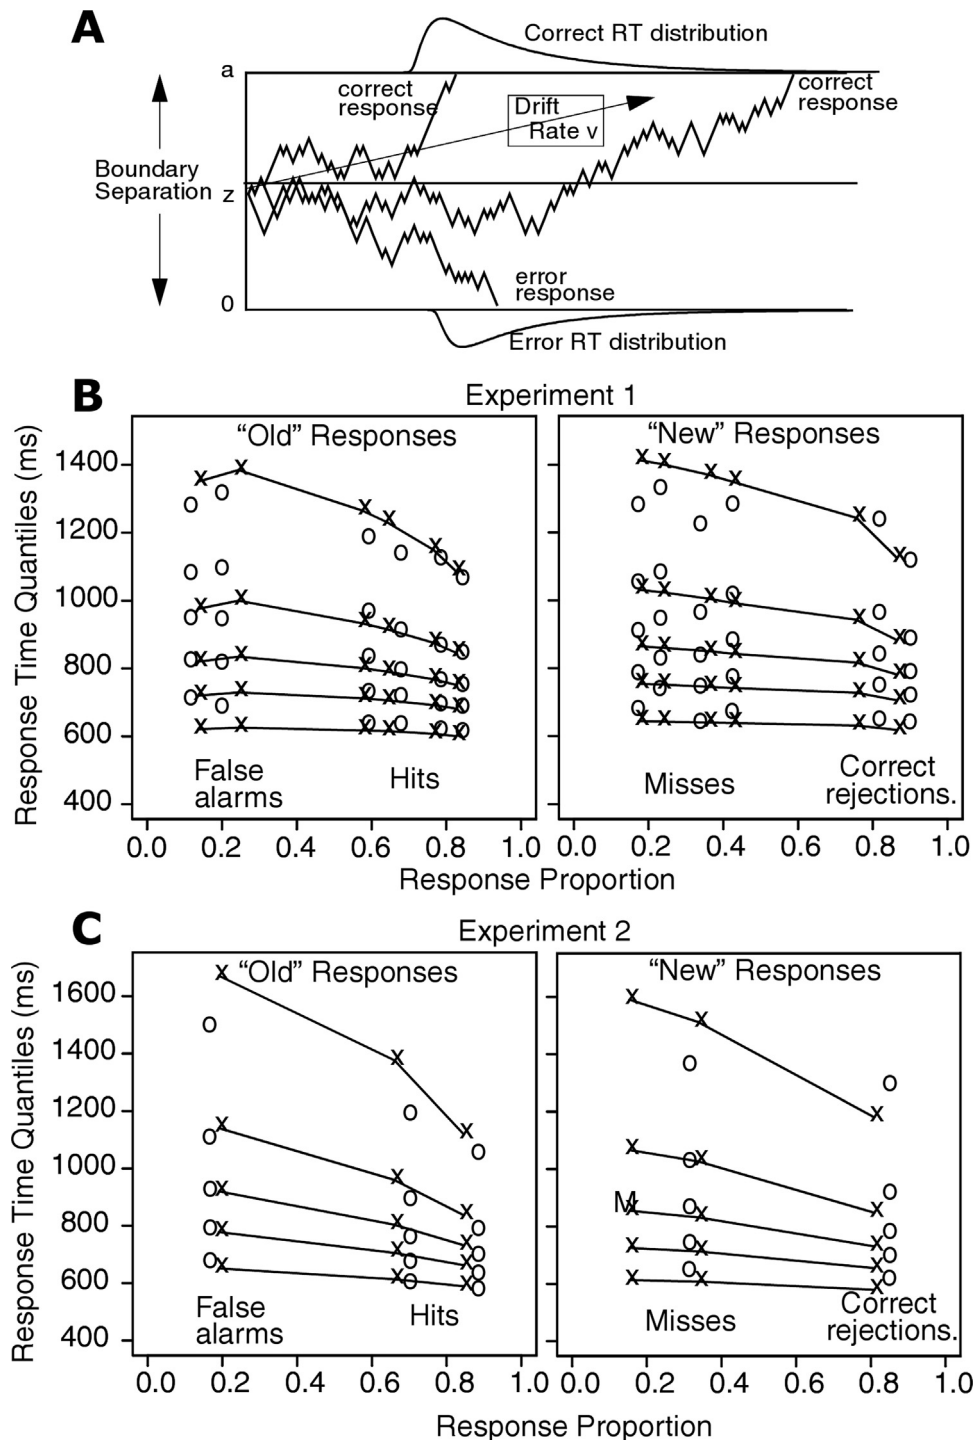 A
Correct RT distribution
a
correct
response
correct
response
Drift
Rate v
Boundary
Separation
z
error
response
0
Error RT distribution
B
Experiment 1
Response Time Quantiles (ms)
“Old” Responses
“New” Responses
1400
1200
1000
800
600
400
False
alarms
Hits
Misses
Correct
rejections.
0.0 0.2 0.4 0.6 0.8 1.0
0.0 0.2 0.4 0.6 0.8 1.0
Response Proportion
C
Experiment 2
Response Time Quantiles (ms)
“Old” Responses
“New” Responses
1600
1400
1200
1000
800
600
400
M
False
alarms
Hits
Misses
Correct
rejections.
0.0 0.2 0.4 0.6 0.8 1.0
0.0 0.2 0.4 0.6 0.8 1.0
Response Proportion